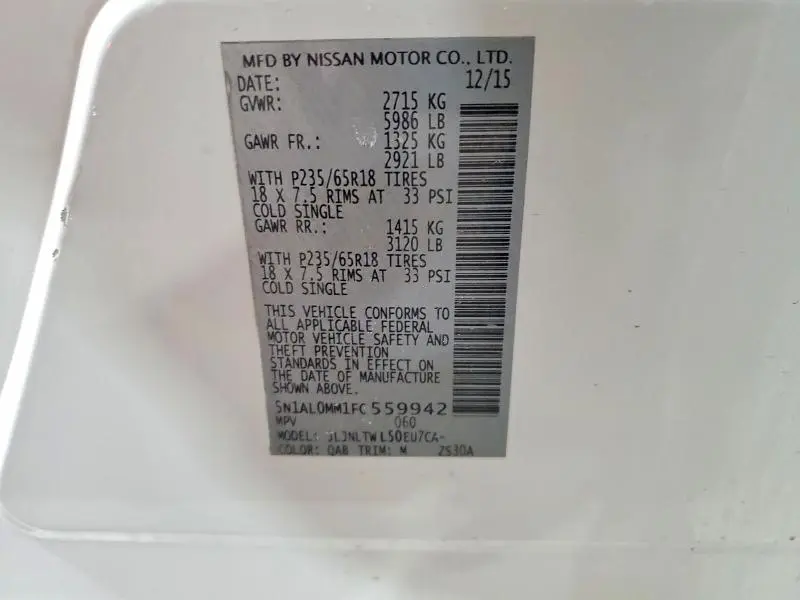 MFD BY NISSAN MOTOR CO., LTD.
DATE: 12/15
GVWR: 2715 KG
5986 LB
GAWR FR.: 1325 KG
2921 LB
WITH P235/65R18 TIRES
18 X 7.5 RIMS AT 33 PSI
COLD SINGLE
GAWR RR.: 1415 KG
3120 LB
WITH P235/65R18 TIRES
18 X 7.5 RIMS AT 33 PSI
COLD SINGLE
THIS VEHICLE CONFORMS TO
ALL APPLICABLE FEDERAL
MOTOR VEHICLE SAFETY AND
THEFT PREVENTION
STANDARDS IN EFFECT ON
THE DATE OF MANUFACTURE
SHOWN ABOVE.
5N1AL0MM1FC559942
MPV 060
MODEL:
COLOR: QAB TRIM: M